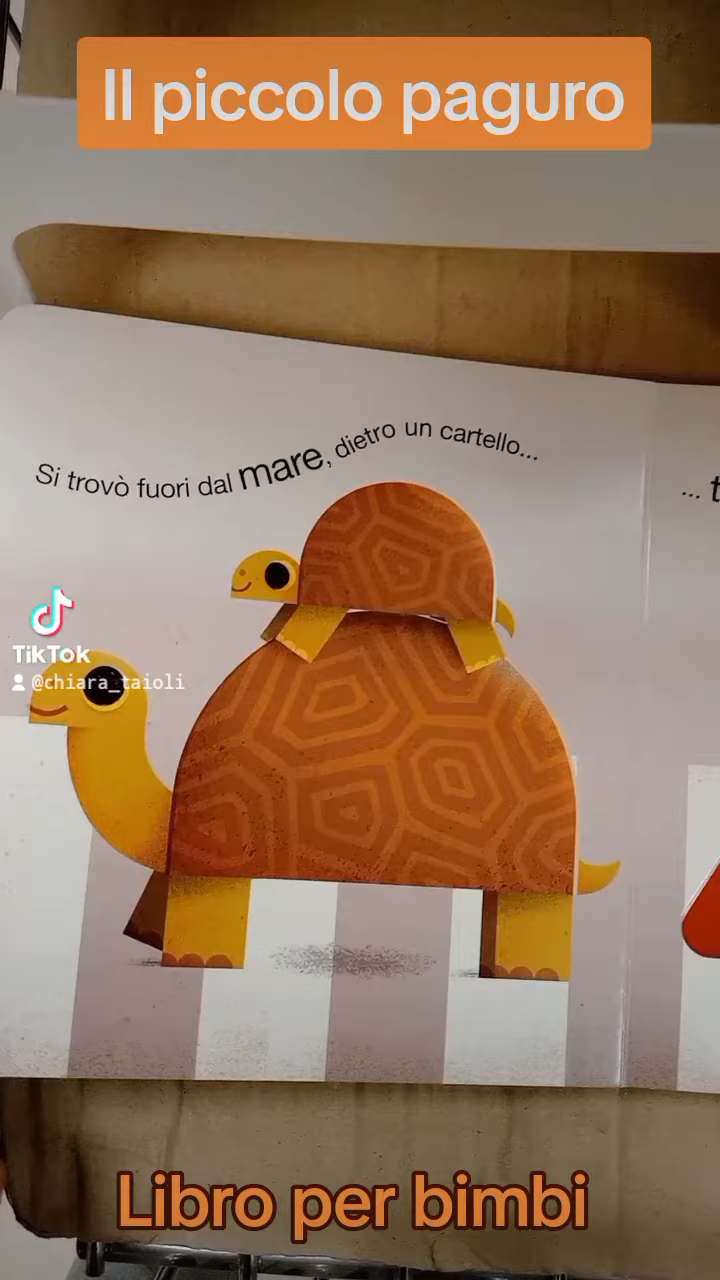 Il piccolo paguro
Si trovò fuori dal mare, dietro un cartello...
... t
TikTok
@chiara_taioli
Libro per bimbi